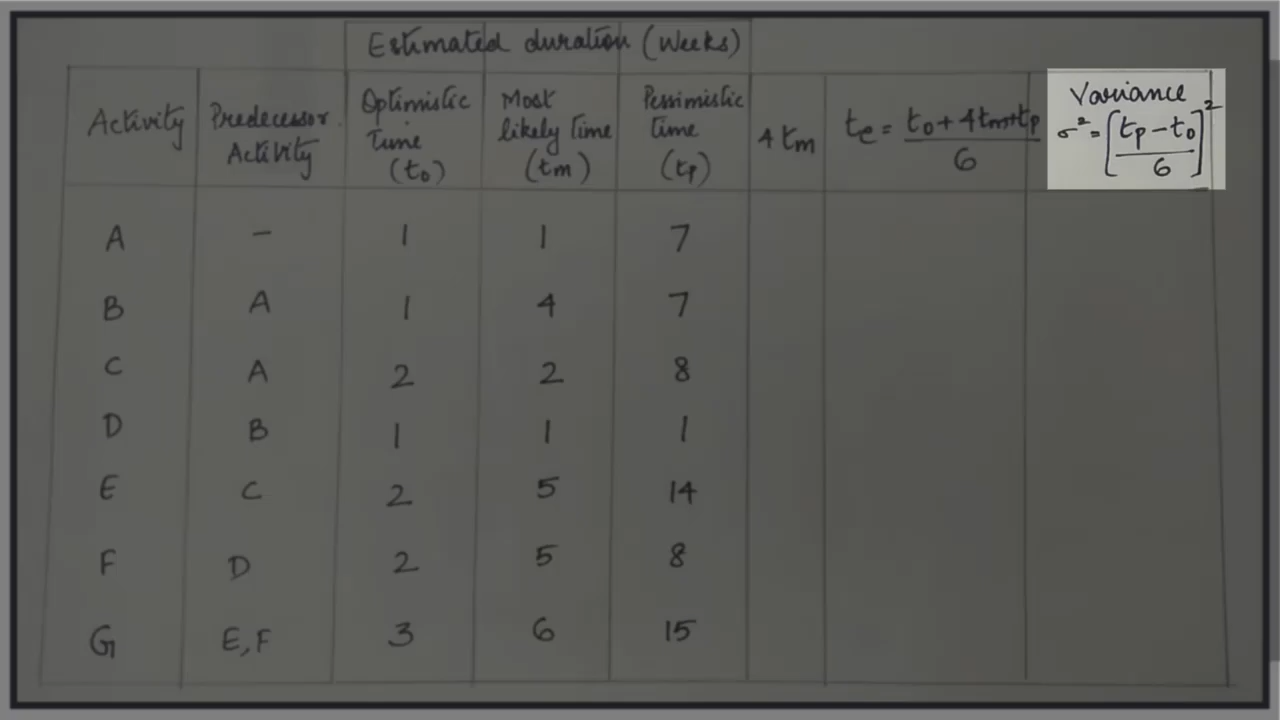 Estimated duration (Weeks)
Activity Predecessor Activity Optimistic Time (to) Most likely Time (tm) Pessimistic time (tp) 4tm te = to+4tm+tp/6 Variance σ² = [tp-to/6]²
A - 1 1 7
B A 1 4 7
C A 2 2 8
D B 1 1 1
E C 2 5 14
F D 2 5 8
G E,F 3 6 15